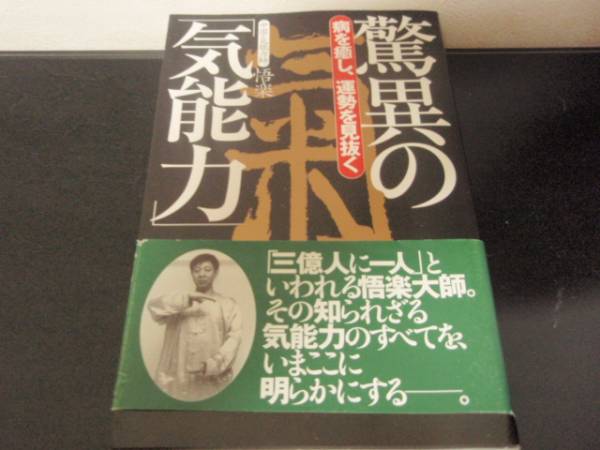 驚異の
「気能力」
病を癒し、運勢を見抜く
悟楽
氣
「三億人に一人」と
いわれる悟楽大師。
その知られざる
気能力のすべてを、
いまここに
明らかにする——。